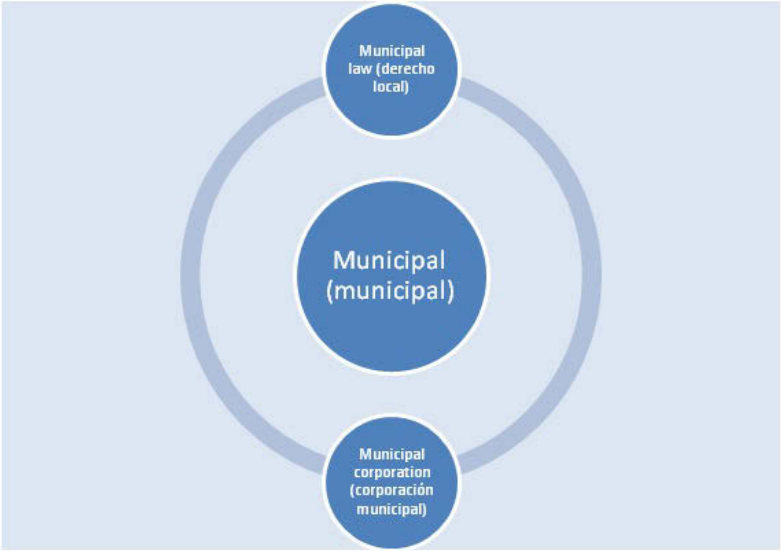 Municipal
law (derecho
local)
Municipal
(municipal)
Municipal
corporation
(corporación
municipal)